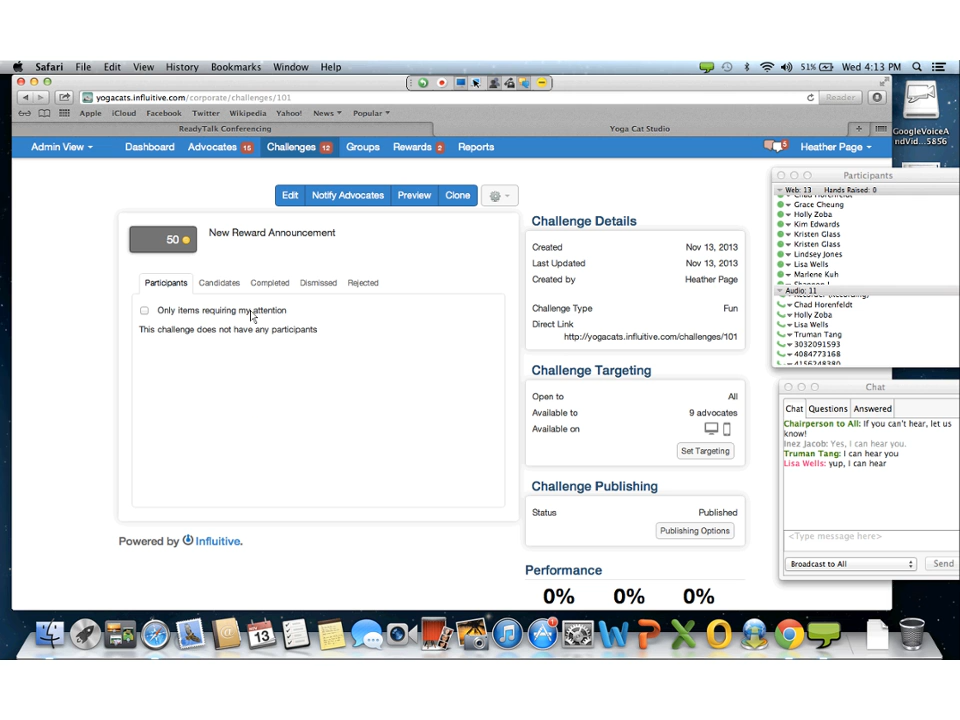 Safari File Edit View History Bookmarks Window Help 51% Wed 4:13 PM
yogacats.influitive.com/corporate/challenges/101 Reader
Apple iCloud Facebook Twitter Wikipedia Yahoo! News Popular
ReadyTalk Conferencing Yoga Cat Studio
GoogleVoiceA
ndVid...5856
Admin View Dashboard Advocates 15 Challenges 12 Groups Rewards 2 Reports 5 Heather Page
Edit Notify Advocates Preview Clone
50
New Reward Announcement
Participants Candidates Completed Dismissed Rejected
Only items requiring my attention
This challenge does not have any participants
Powered by Influitive.
Challenge Details
Created Nov 13, 2013
Last Updated Nov 13, 2013
Created by Heather Page
Challenge Type Fun
Direct Link
http://yogacats.influitive.com/challenges/101
Challenge Targeting
Open to All
Available to 9 advocates
Available on
Set Targeting
Challenge Publishing
Status Published
Publishing Options
Performance
0% 0% 0%
Participants
Web: 13 Hands Raised: 0
Chad Horenfeldt
Grace Cheung
Holly Zoba
Kim Edwards
Kristen Glass
Kristen Glass
Lindsey Jones
Lisa Wells
Marlene Kuh
Audio: 11
Recorder (Recording)
Chad Horenfeldt
Holly Zoba
Lisa Wells
Truman Tang
3032091593
4084773168
4156248380
Chat
Chat Questions Answered
Chairperson to All: If you can't hear, let us
know!
Inez Jacob: Yes, I can hear you.
Truman Tang: I can hear you
Lisa Wells: yup, I can hear
<Type message here>
Broadcast to All Send
13
1